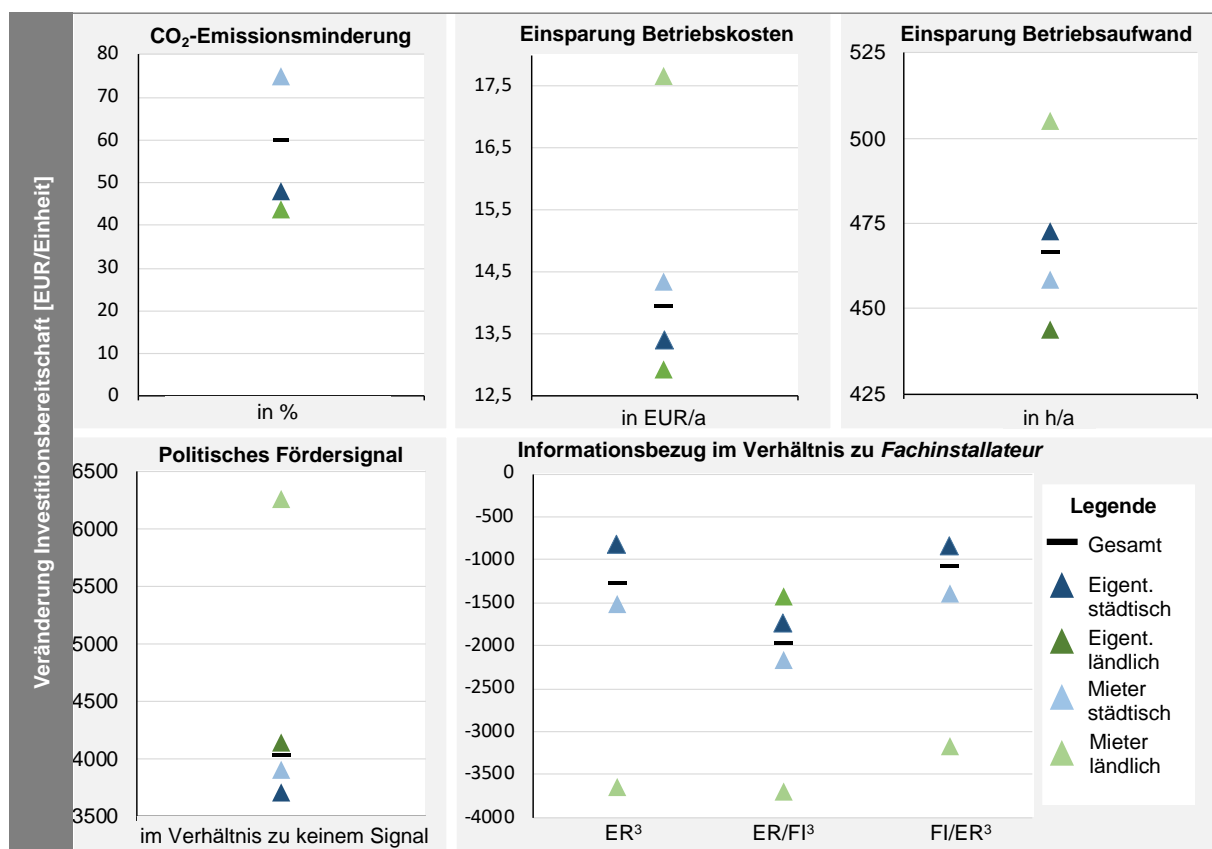 Veränderung Investitionsbereitschaft [EUR/Einheit]
CO₂-Emissionsminderung
80
70
60
50
40
30
20
10
0
in %
Einsparung Betriebskosten
17,5
16,5
15,5
14,5
13,5
12,5
in EUR/a
Einsparung Betriebsaufwand
525
500
475
450
425
in h/a
Politisches Fördersignal
6500
6000
5500
5000
4500
4000
3500
im Verhältnis zu keinem Signal
Informationsbezug im Verhältnis zu Fachinstallateur
0
-500
-1000
-1500
-2000
-2500
-3000
-3500
-4000
ER³ ER/FI³ FI/ER³
Legende
Gesamt
Eigent.
städtisch
Eigent.
ländlich
Mieter
städtisch
Mieter
ländlich